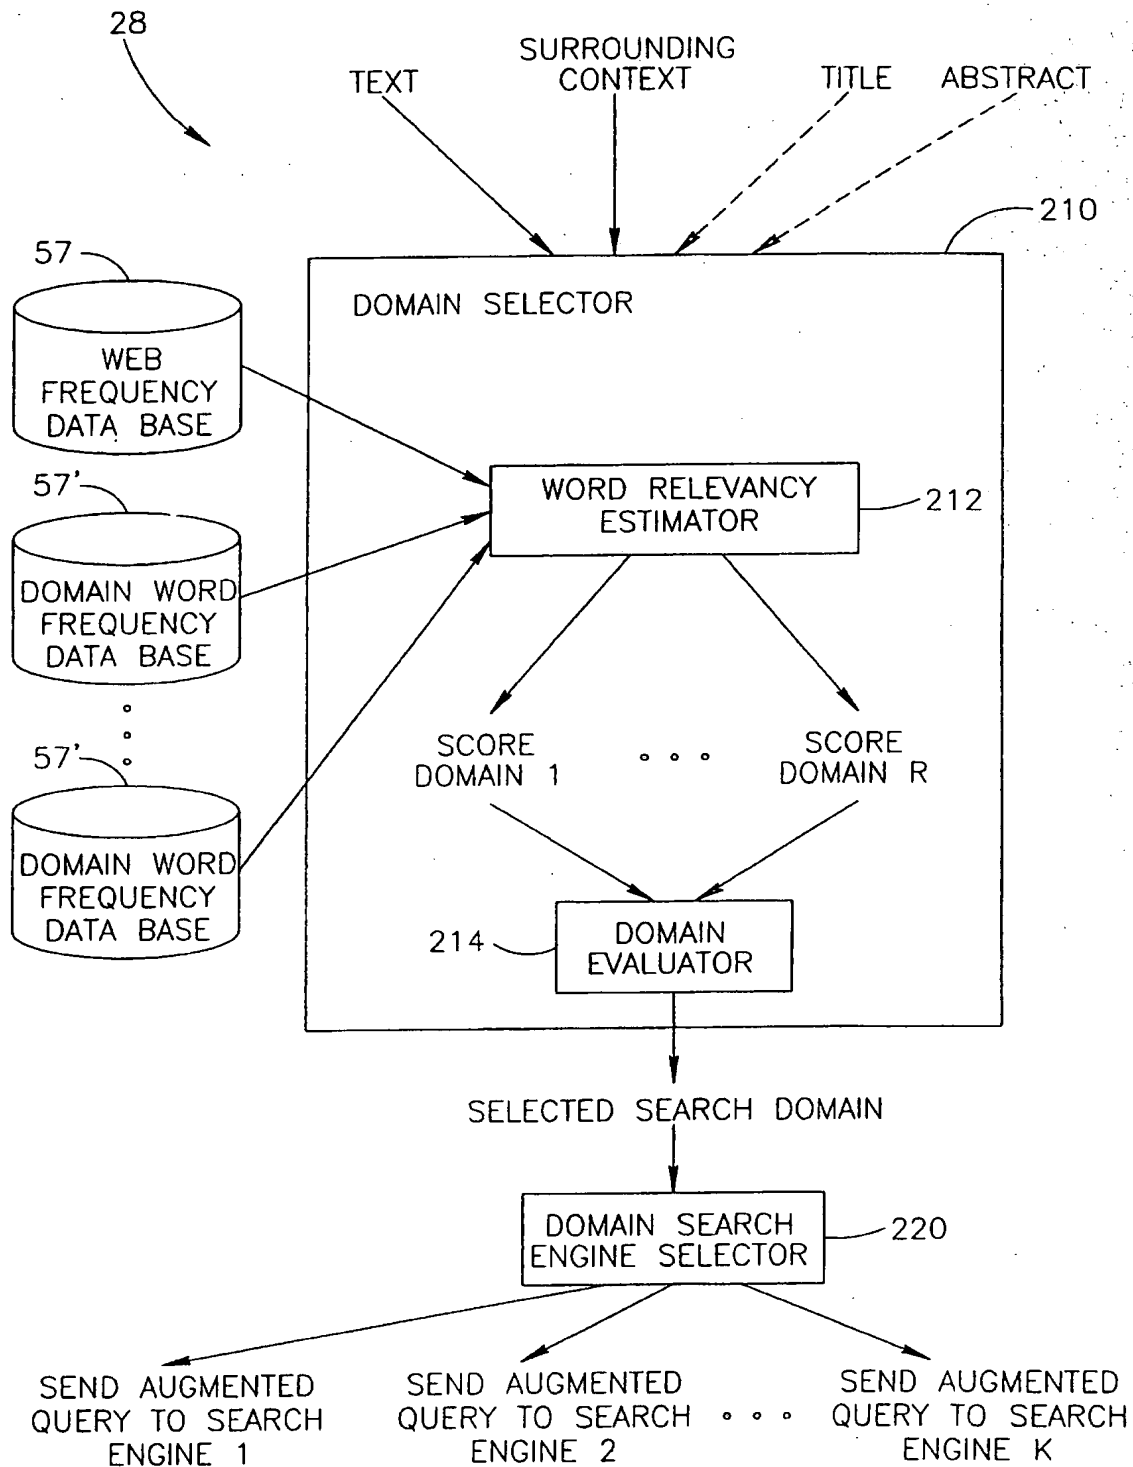 28
TEXT
SURROUNDING
CONTEXT
TITLE
ABSTRACT
210
57
DOMAIN SELECTOR
WEB
FREQUENCY
DATA BASE
57'
WORD RELEVANCY
ESTIMATOR
212
DOMAIN WORD
FREQUENCY
DATA BASE
57'
SCORE
DOMAIN 1
SCORE
DOMAIN R
DOMAIN WORD
FREQUENCY
DATA BASE
214
DOMAIN
EVALUATOR
SELECTED SEARCH DOMAIN
DOMAIN SEARCH
ENGINE SELECTOR
220
SEND AUGMENTED
QUERY TO SEARCH
ENGINE 1
SEND AUGMENTED
QUERY TO SEARCH
ENGINE 2
SEND AUGMENTED
QUERY TO SEARCH
ENGINE K